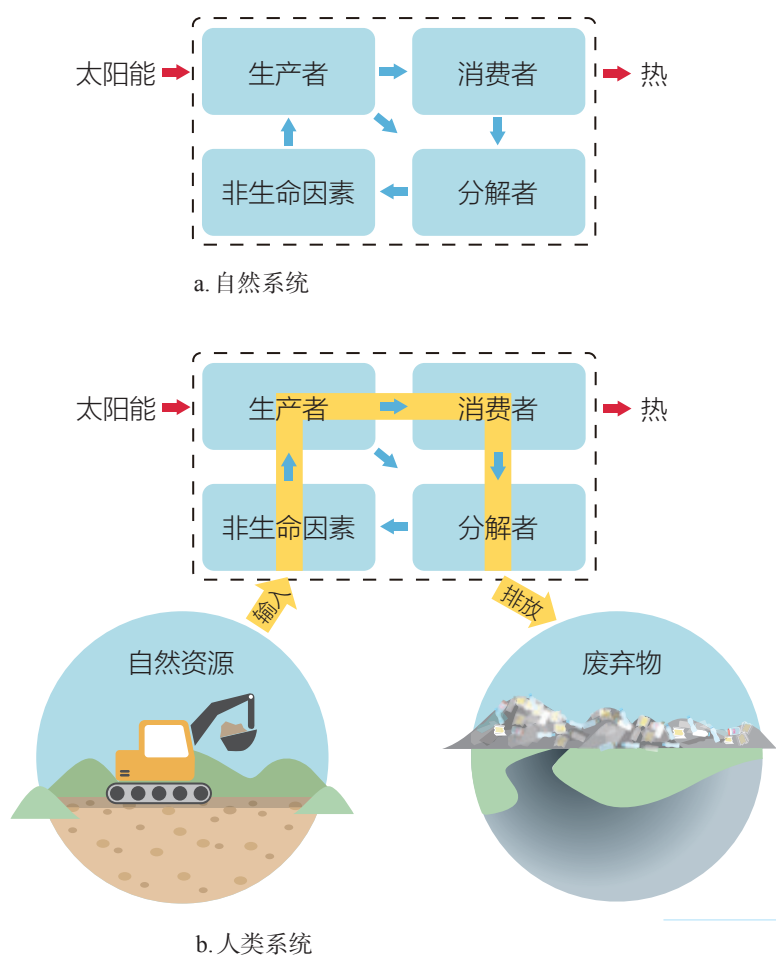 太阳能
生产者
消费者
热
非生命因素
分解者
a. 自然系统
太阳能
生产者
消费者
热
非生命因素
分解者
输入
排放
自然资源
废弃物
b. 人类系统